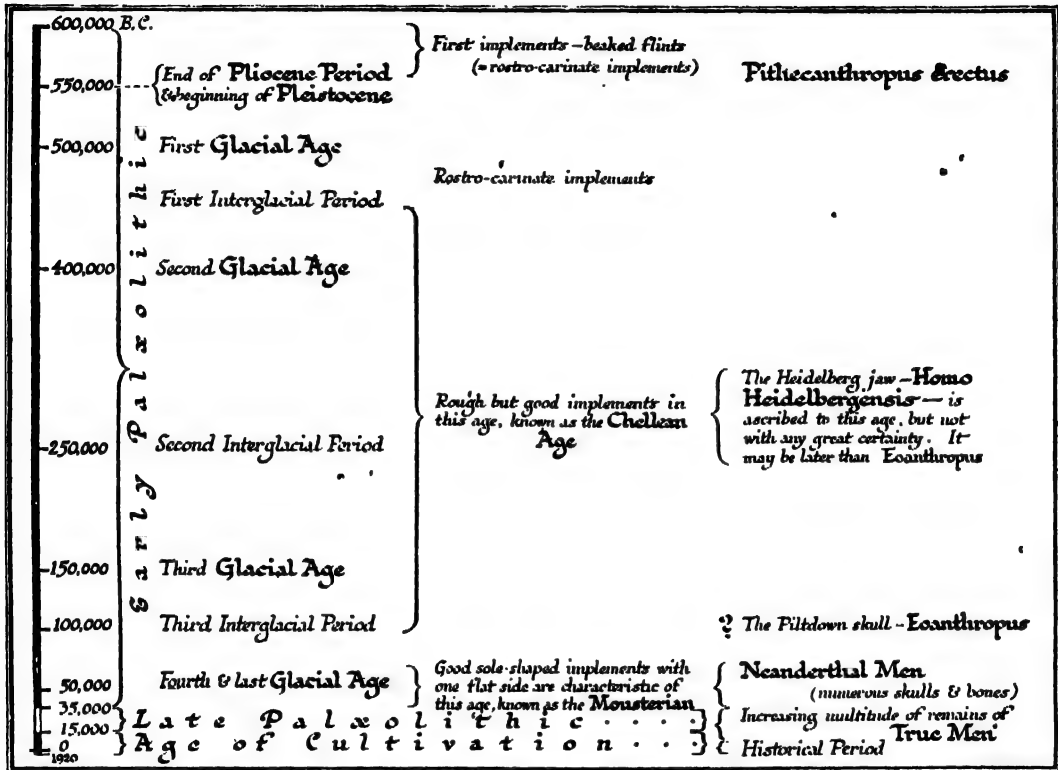 600,000 B.C.
First implements – beaked flints
(= rostro-carinate implements)
End of Pliocene Period
& beginning of Pleistocene
Pithecanthropus Erectus
550,000
500,000
First Glacial Age
Rostro-carinate implements
First Interglacial Period
400,000
Second Glacial Age
Early Palæolithic
The Heidelberg jaw – Homo
Heidelbergensis — is
ascribed to this age, but not
with any great certainty. It
may be later than Eoanthropus
Rough but good implements in
this age, known as the Chellean
Age
250,000
Second Interglacial Period
150,000
Third Glacial Age
100,000
Third Interglacial Period
? The Piltdown skull – Eoanthropus
50,000
Fourth & last Glacial Age
Good sole-shaped implements with
one flat side are characteristic of
this age, known as the Mousterian
Neanderthal Men
(numerous skulls & bones)
35,000
Late Palæolithic . . . .
Increasing multitude of remains of
True Men
15,000
Age of Cultivation . . .
Historical Period
0
1920